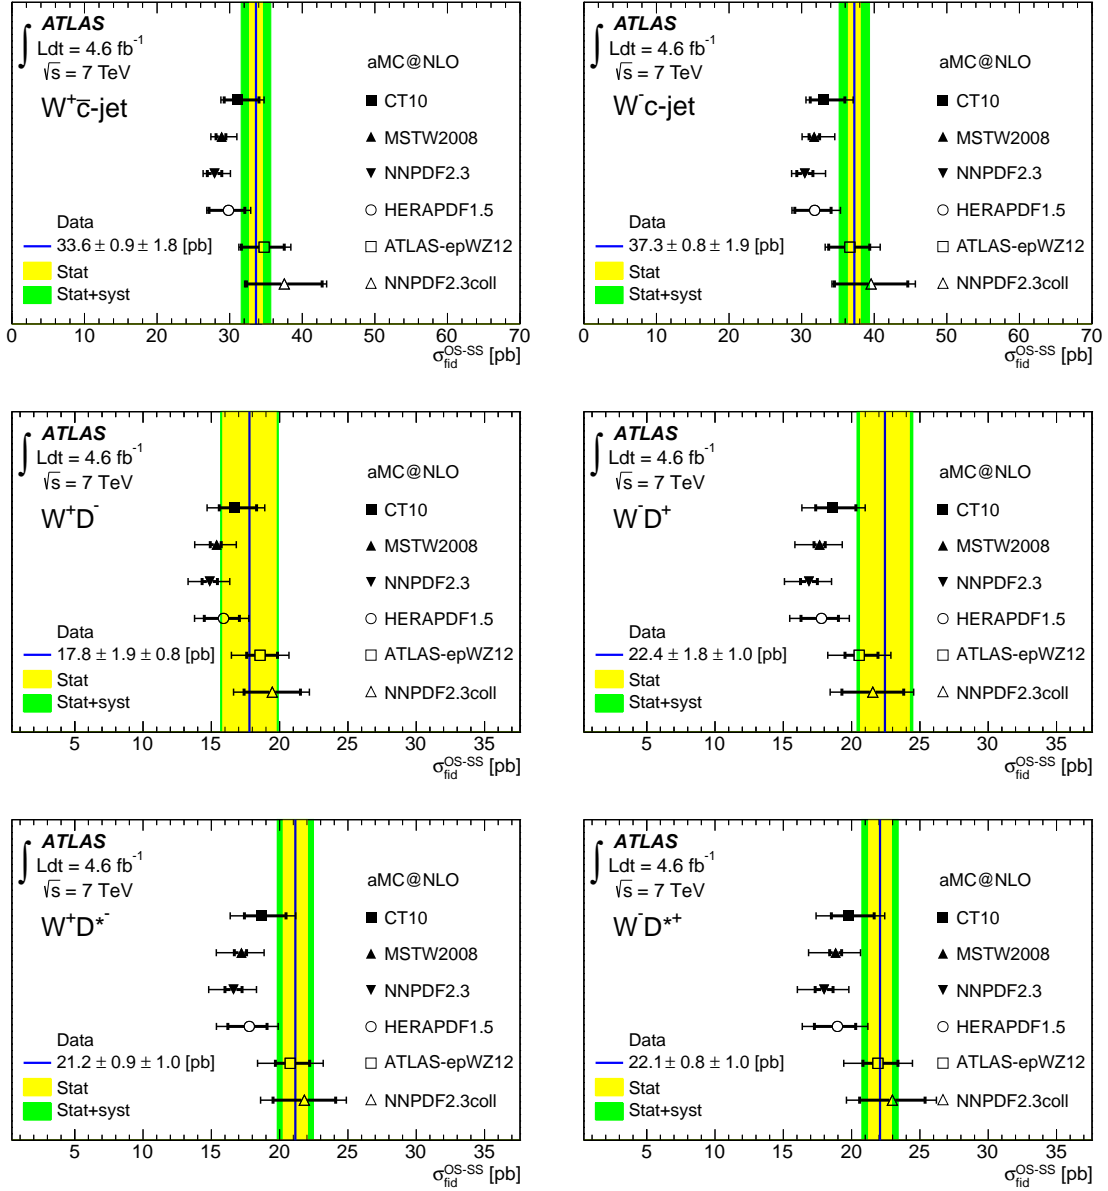 ATLAS
∫ Ldt = 4.6 fb⁻¹
√s = 7 TeV
W⁺c̅-jet
aMC@NLO
CT10
MSTW2008
NNPDF2.3
HERAPDF1.5
ATLAS-epWZ12
NNPDF2.3coll
Data
33.6 ± 0.9 ± 1.8 [pb]
Stat
Stat+syst
0 10 20 30 40 50 60 70
σ_fid^OS-SS [pb]
ATLAS
∫ Ldt = 4.6 fb⁻¹
√s = 7 TeV
W⁻c-jet
aMC@NLO
CT10
MSTW2008
NNPDF2.3
HERAPDF1.5
ATLAS-epWZ12
NNPDF2.3coll
Data
37.3 ± 0.8 ± 1.9 [pb]
Stat
Stat+syst
0 10 20 30 40 50 60 70
σ_fid^OS-SS [pb]
ATLAS
∫ Ldt = 4.6 fb⁻¹
√s = 7 TeV
W⁺D⁻
aMC@NLO
CT10
MSTW2008
NNPDF2.3
HERAPDF1.5
ATLAS-epWZ12
NNPDF2.3coll
Data
17.8 ± 1.9 ± 0.8 [pb]
Stat
Stat+syst
5 10 15 20 25 30 35
σ_fid^OS-SS [pb]
ATLAS
∫ Ldt = 4.6 fb⁻¹
√s = 7 TeV
W⁻D⁺
aMC@NLO
CT10
MSTW2008
NNPDF2.3
HERAPDF1.5
ATLAS-epWZ12
NNPDF2.3coll
Data
22.4 ± 1.8 ± 1.0 [pb]
Stat
Stat+syst
5 10 15 20 25 30 35
σ_fid^OS-SS [pb]
ATLAS
∫ Ldt = 4.6 fb⁻¹
√s = 7 TeV
W⁺D*⁻
aMC@NLO
CT10
MSTW2008
NNPDF2.3
HERAPDF1.5
ATLAS-epWZ12
NNPDF2.3coll
Data
21.2 ± 0.9 ± 1.0 [pb]
Stat
Stat+syst
5 10 15 20 25 30 35
σ_fid^OS-SS [pb]
ATLAS
∫ Ldt = 4.6 fb⁻¹
√s = 7 TeV
W⁻D*⁺
aMC@NLO
CT10
MSTW2008
NNPDF2.3
HERAPDF1.5
ATLAS-epWZ12
NNPDF2.3coll
Data
22.1 ± 0.8 ± 1.0 [pb]
Stat
Stat+syst
5 10 15 20 25 30 35
σ_fid^OS-SS [pb]